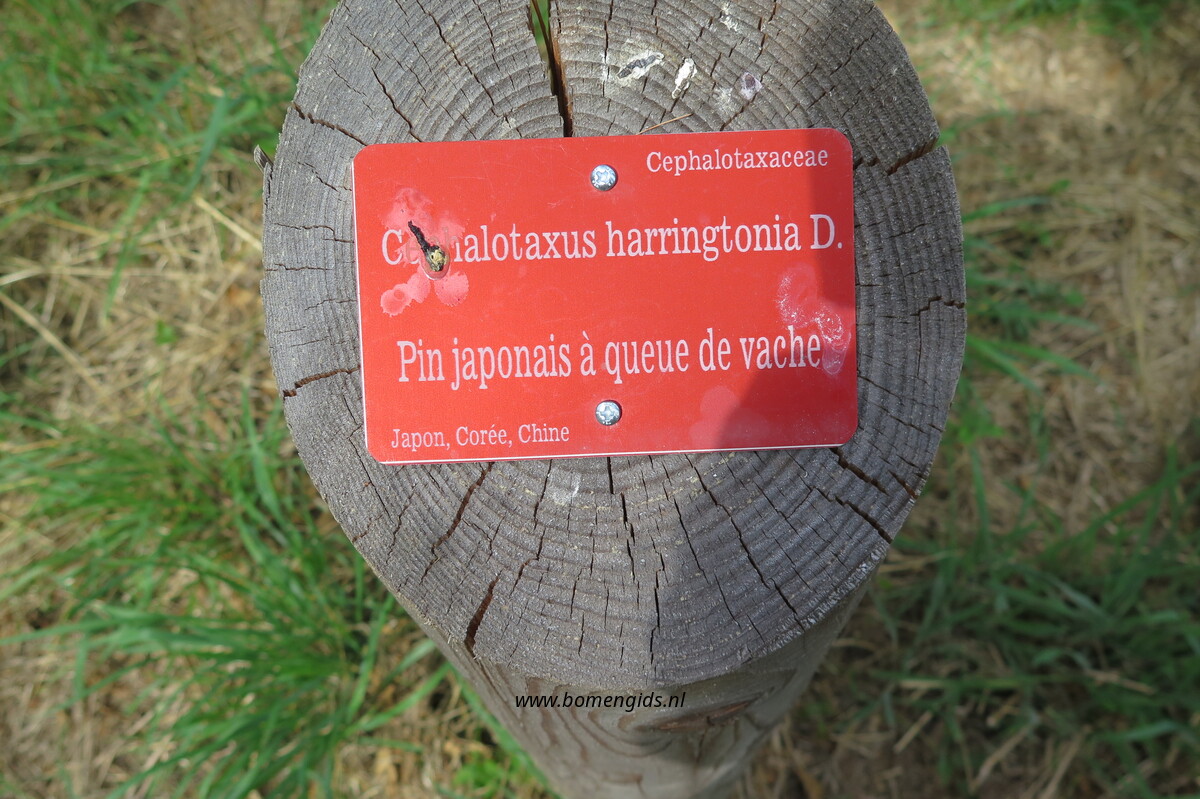 Cephalotaxaceae
harringtonia D.
Pin japonais à queue de vache
Japon, Corée, Chine
www.bomengids.nl